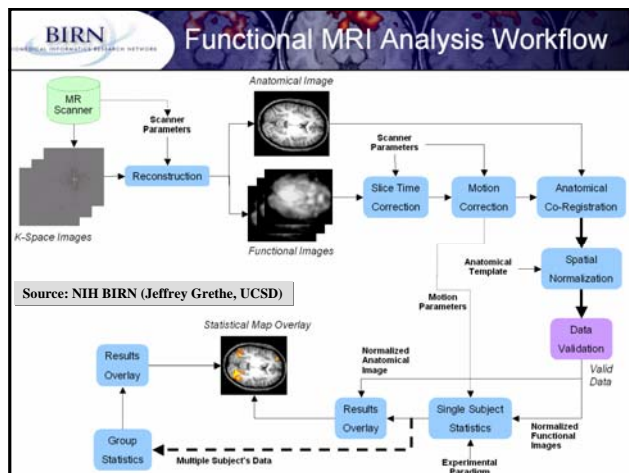 BIRN
BIOMEDICAL INFORMATICS RESEARCH NETWORK
Functional MRI Analysis Workflow
Anatomical Image
MR
Scanner
Scanner
Parameters
Scanner
Parameters
Reconstruction
Slice Time
Correction
Motion
Correction
Anatomical
Co-Registration
K-Space Images
Functional Images
Anatomical
Template
Spatial
Normalization
Source: NIH BIRN (Jeffrey Grethe, UCSD)
Motion
Parameters
Statistical Map Overlay
Data
Validation
Valid
Data
Results
Overlay
Normalized
Anatomical
Image
Results
Overlay
Single Subject
Statistics
Normalized
Functional
Images
Group
Statistics
Multiple Subject's Data
Experimental
Paradigm